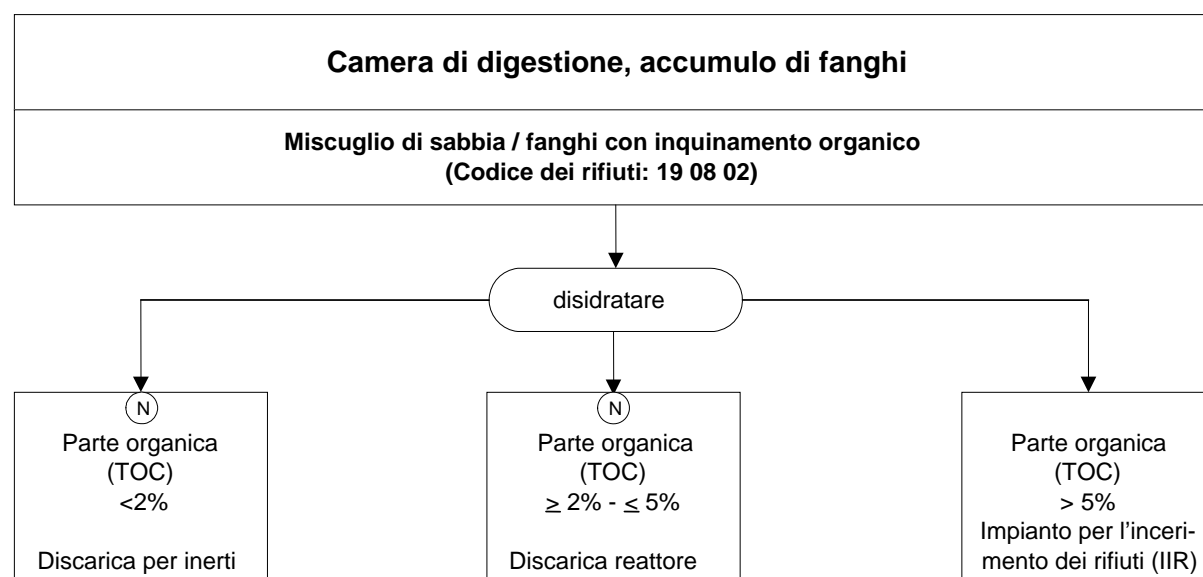 Camera di digestione, accumulo di fanghi
Miscuglio di sabbia / fanghi con inquinamento organico
(Codice dei rifiuti: 19 08 02)
disidratare
N
Parte organica
(TOC)
<2%
Discarica per inerti
N
Parte organica
(TOC)
≥ 2% - ≤ 5%
Discarica reattore
Parte organica
(TOC)
> 5%
Impianto per l'inceri-
mento dei rifiuti (IIR)